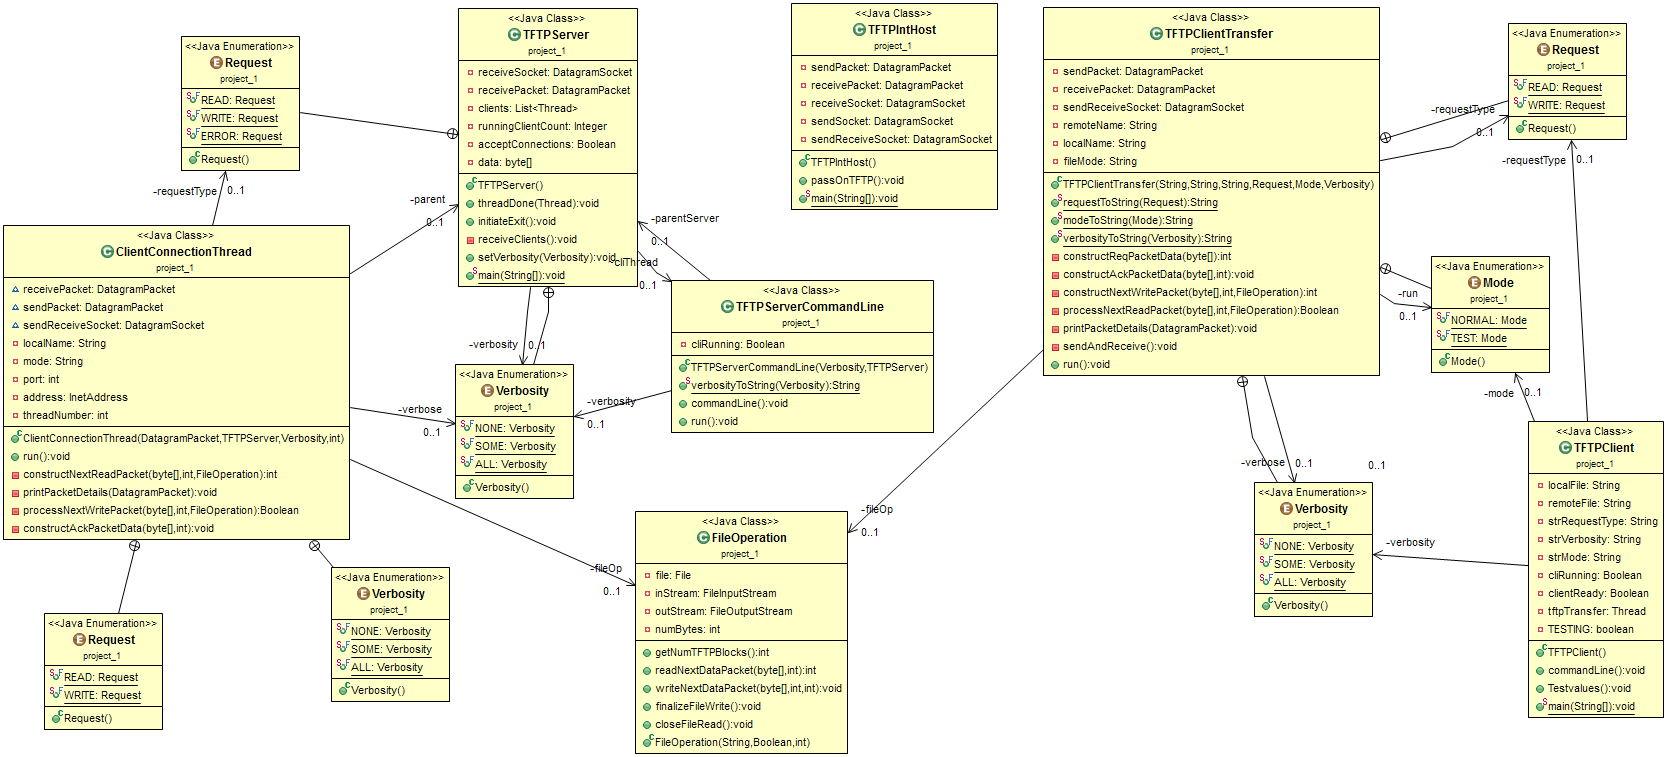 <<Java Enumeration>>
Request
project_1
READ: Request
WRITE: Request
ERROR: Request
Request()
<<Java Class>>
TFTPServer
project_1
receiveSocket: DatagramSocket
receivePacket: DatagramPacket
clients: List<Thread>
runningClientCount: Integer
acceptConnections: Boolean
data: byte[]
TFTPServer()
threadDone(Thread):void
initiateExit():void
receiveClients():void
setVerbosity(Verbosity):void
main(String[]):void
<<Java Class>>
TFTPIntHost
project_1
sendPacket: DatagramPacket
receivePacket: DatagramPacket
receiveSocket: DatagramSocket
sendSocket: DatagramSocket
sendReceiveSocket: DatagramSocket
TFTPIntHost()
passOnTFTP():void
main(String[]):void
<<Java Class>>
TFTPClientTransfer
project_1
sendPacket: DatagramPacket
receivePacket: DatagramPacket
sendReceiveSocket: DatagramSocket
remoteName: String
localName: String
fileMode: String
TFTPClientTransfer(String,String,String,Request,Mode,Verbosity)
requestToString(Request):String
modeToString(Mode):String
verbosityToString(Verbosity):String
constructReqPacketData(byte[]):int
constructAckPacketData(byte[],int):void
constructNextWritePacket(byte[],int,FileOperation):int
processNextReadPacket(byte[],int,FileOperation):Boolean
printPacketDetails(DatagramPacket):void
sendAndReceive():void
run():void
<<Java Enumeration>>
Request
project_1
READ: Request
WRITE: Request
Request()
-requestType
0..1
-requestType
0..1
-requestType
0..1
-parent
0..1
-parentServer
0..1
-cliThread
0..1
<<Java Class>>
ClientConnectionThread
project_1
receivePacket: DatagramPacket
sendPacket: DatagramPacket
sendReceiveSocket: DatagramSocket
localName: String
mode: String
port: int
address: InetAddress
threadNumber: int
ClientConnectionThread(DatagramPacket,TFTPServer,Verbosity,int)
run():void
constructNextReadPacket(byte[],int,FileOperation):int
printPacketDetails(DatagramPacket):void
processNextWritePacket(byte[],int,FileOperation):Boolean
constructAckPacketData(byte[],int):void
<<Java Class>>
TFTPServerCommandLine
project_1
cliRunning: Boolean
TFTPServerCommandLine(Verbosity,TFTPServer)
verbosityToString(Verbosity):String
commandLine():void
run():void
<<Java Enumeration>>
Mode
project_1
NORMAL: Mode
TEST: Mode
Mode()
-run
0..1
-mode
0..1
-verbosity
0..1
-verbose
0..1
-verbosity
0..1
<<Java Enumeration>>
Verbosity
project_1
NONE: Verbosity
SOME: Verbosity
ALL: Verbosity
Verbosity()
<<Java Class>>
TFTPClient
project_1
localFile: String
remoteFile: String
strRequestType: String
strVerbosity: String
strMode: String
cliRunning: Boolean
clientReady: Boolean
tftpTransfer: Thread
TESTING: boolean
TFTPClient()
commandLine():void
Testvalues():void
main(String[]):void
-verbose
0..1
0..1
-verbosity
<<Java Enumeration>>
Verbosity
project_1
NONE: Verbosity
SOME: Verbosity
ALL: Verbosity
Verbosity()
-fileOp
0..1
-fileOp
0..1
<<Java Class>>
FileOperation
project_1
file: File
inStream: FileInputStream
outStream: FileOutputStream
numBytes: int
getNumTFTPBlocks():int
readNextDataPacket(byte[],int):int
writeNextDataPacket(byte[],int,int):void
finalizeFileWrite():void
closeFileRead():void
FileOperation(String,Boolean,int)
<<Java Enumeration>>
Verbosity
project_1
NONE: Verbosity
SOME: Verbosity
ALL: Verbosity
Verbosity()
<<Java Enumeration>>
Request
project_1
READ: Request
WRITE: Request
Request()